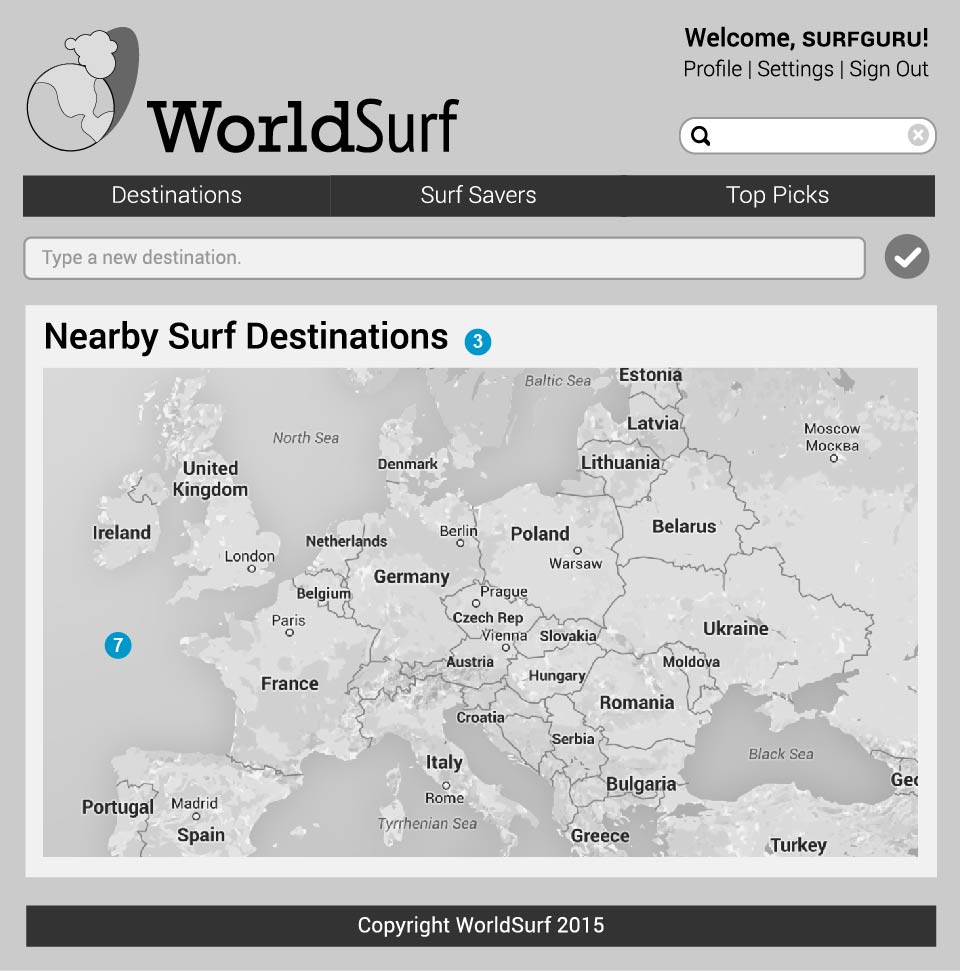 Welcome, SURFGURU!
Profile | Settings | Sign Out
WorldSurf
Destinations
Surf Savers
Top Picks
Type a new destination.
Nearby Surf Destinations 3
Baltic Sea
Estonia
Latvia
Moscow
Москва
North Sea
Denmark
Lithuania
United
Kingdom
Ireland
Belarus
Berlin
Poland
Netherlands
London
Warsaw
Germany
Belgium
Prague
Paris
Czech Rep
Ukraine
Vienna
Slovakia
7
Austria
Moldova
Hungary
France
Romania
Croatia
Serbia
Black Sea
Italy
Geo
Bulgaria
Rome
Portugal
Madrid
Spain
Tyrrhenian Sea
Greece
Turkey
Copyright WorldSurf 2015